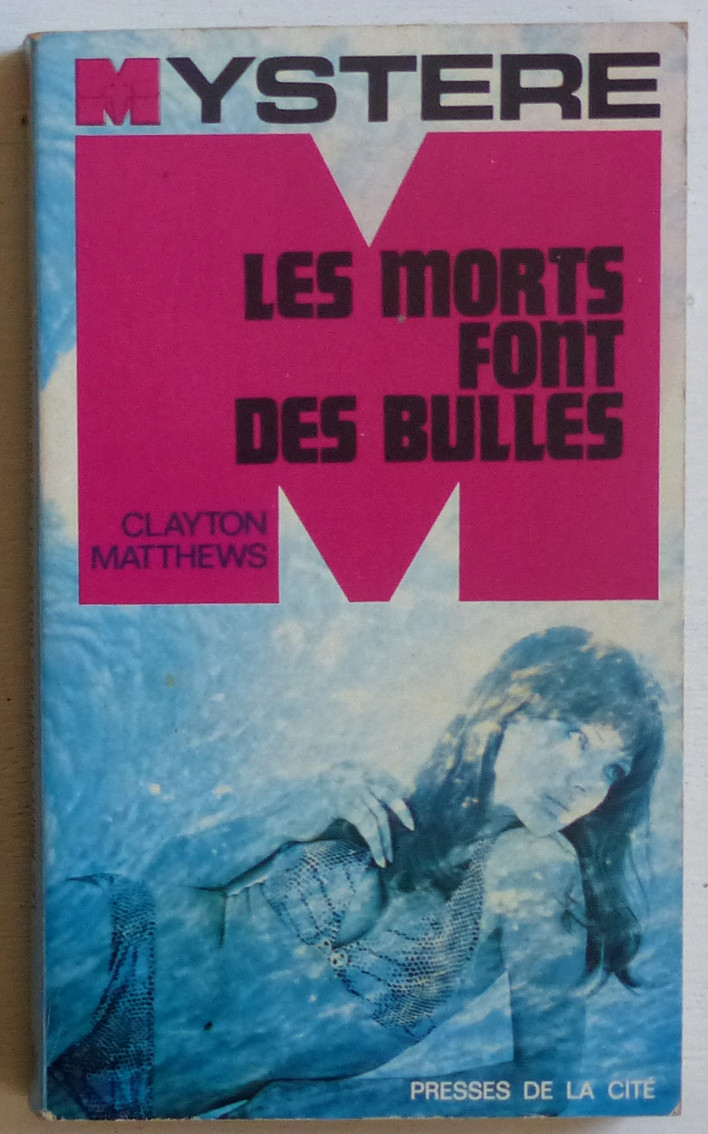 MYSTERE
LES MORTS
FONT
DES BULLES
CLAYTON
MATTHEWS
PRESSES DE LA CITÉ